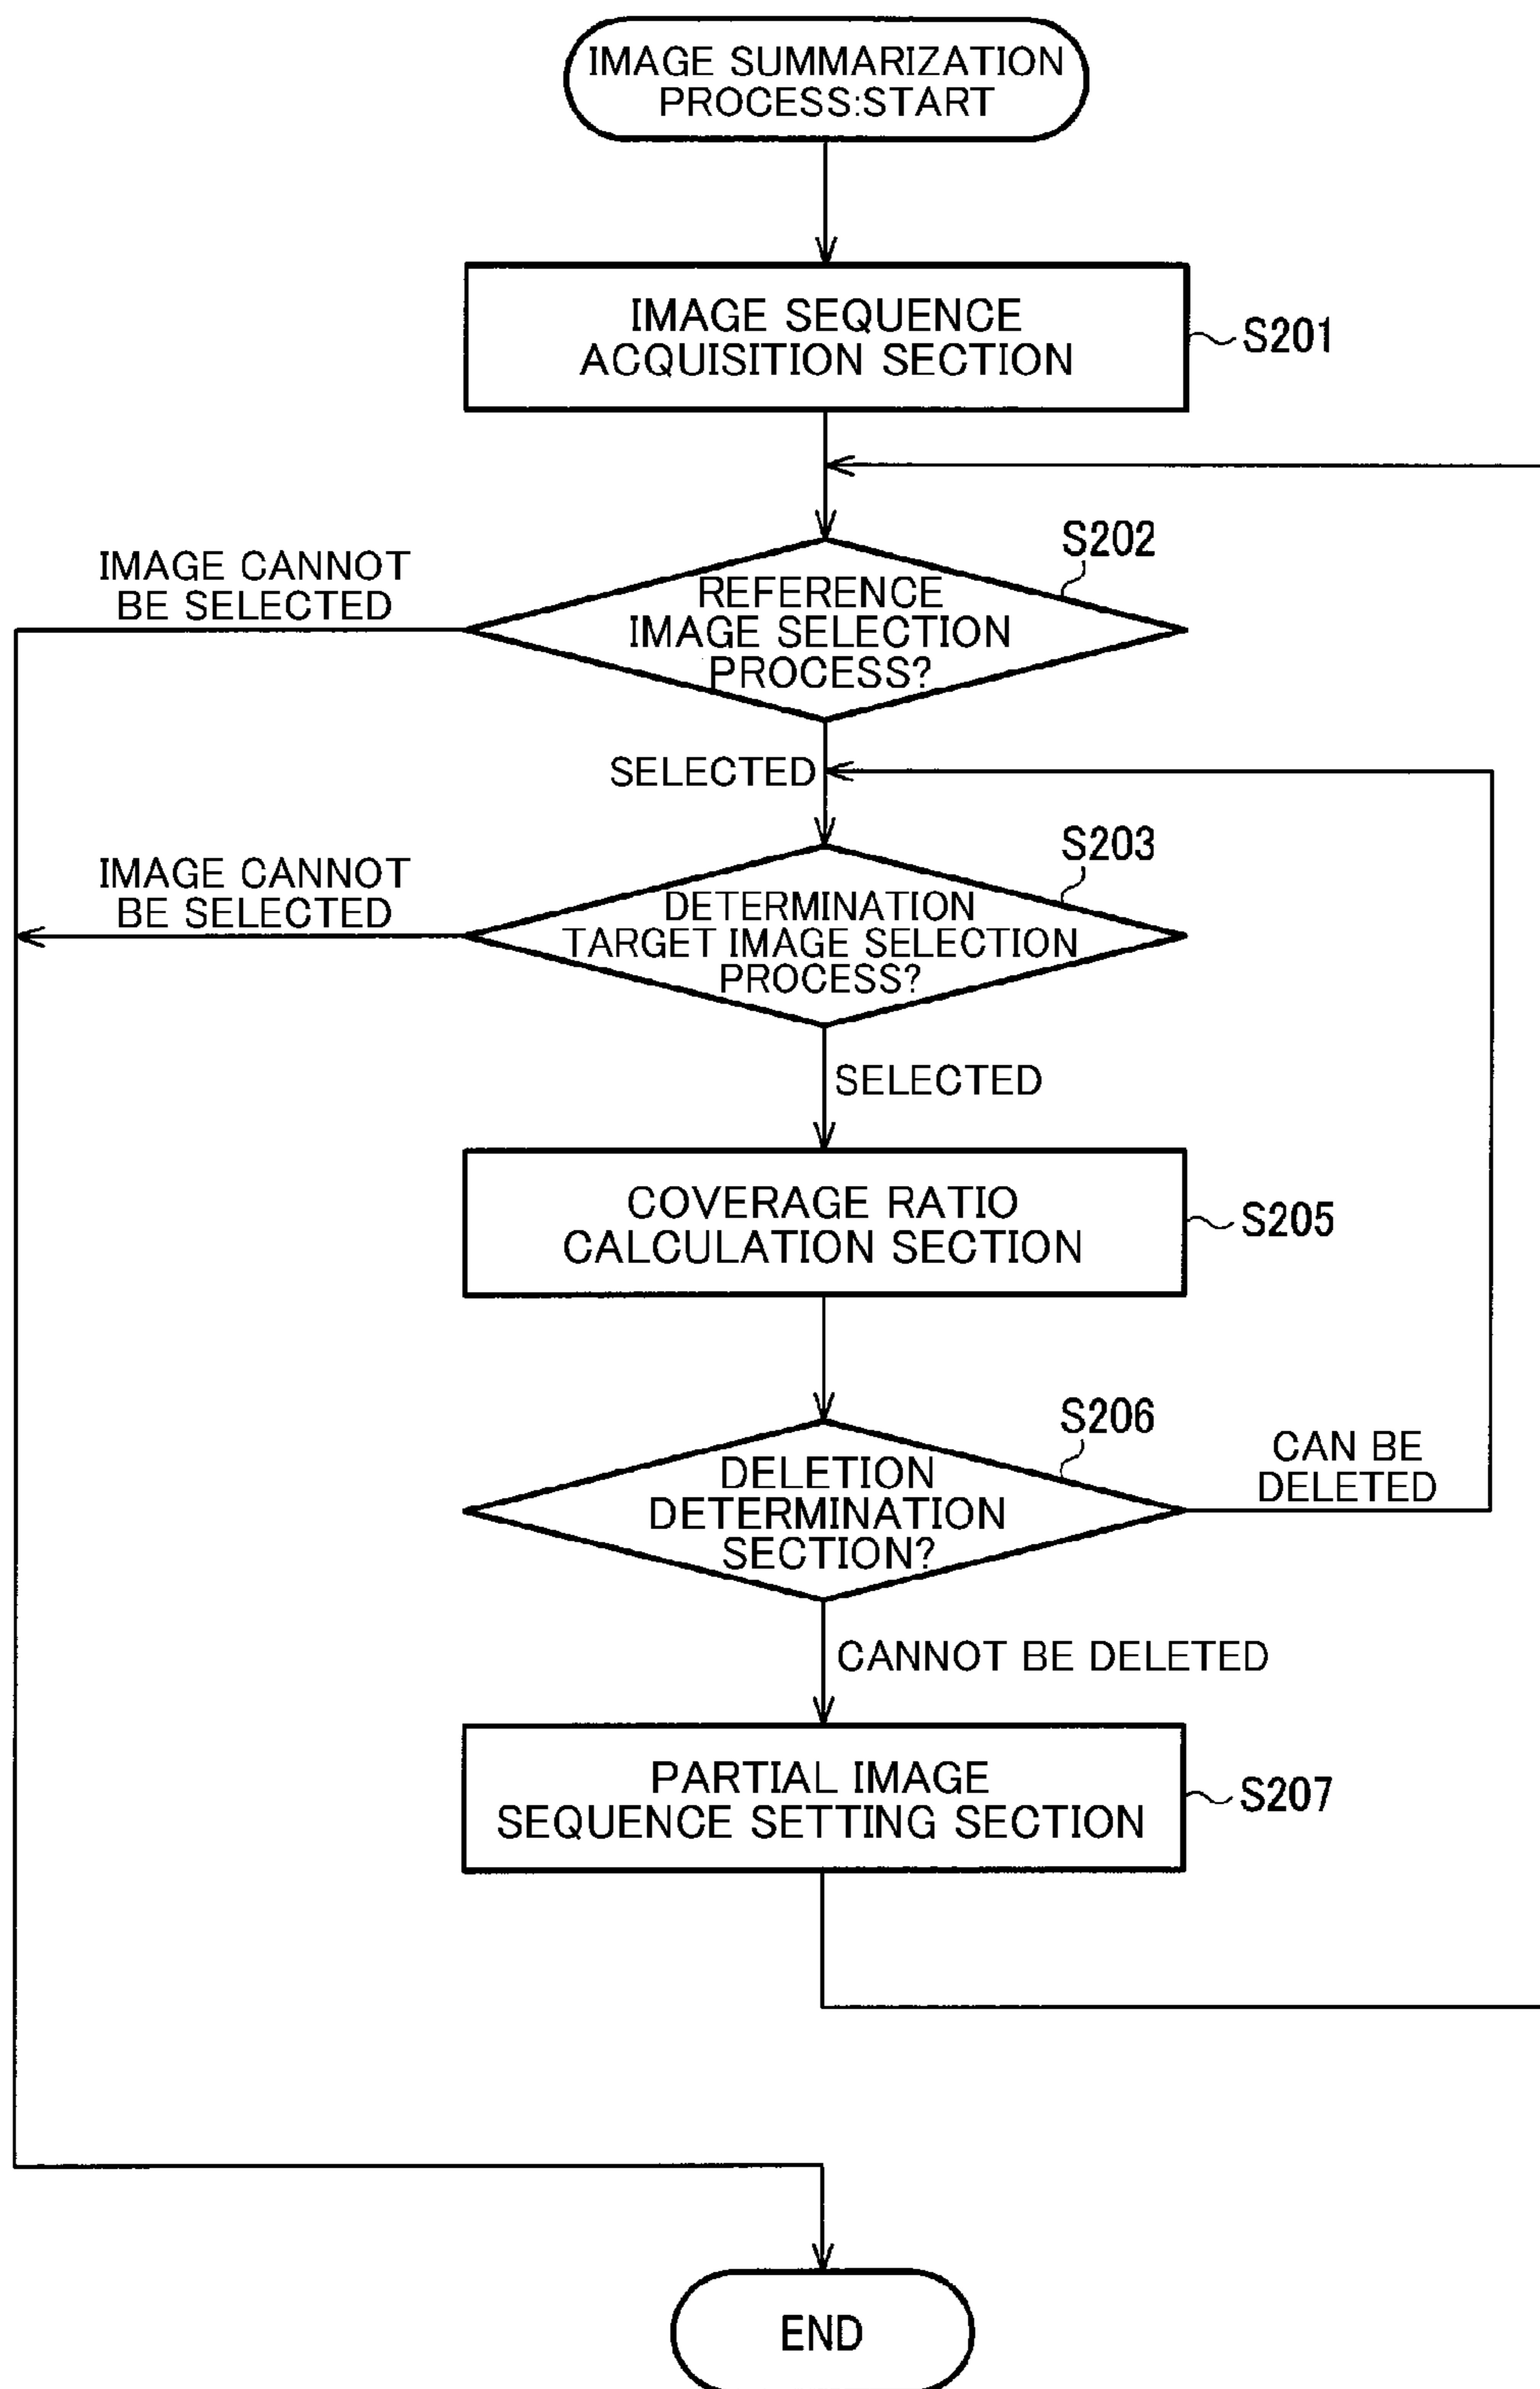 IMAGE SUMMARIZATION
PROCESS:START
IMAGE SEQUENCE
ACQUISITION SECTION
S201
S202
IMAGE CANNOT
BE SELECTED
REFERENCE
IMAGE SELECTION
PROCESS?
SELECTED
S203
IMAGE CANNOT
BE SELECTED
DETERMINATION
TARGET IMAGE SELECTION
PROCESS?
SELECTED
COVERAGE RATIO
CALCULATION SECTION
S205
S206
CAN BE
DELETED
DELETION
DETERMINATION
SECTION?
CANNOT BE DELETED
PARTIAL IMAGE
SEQUENCE SETTING SECTION
S207
END